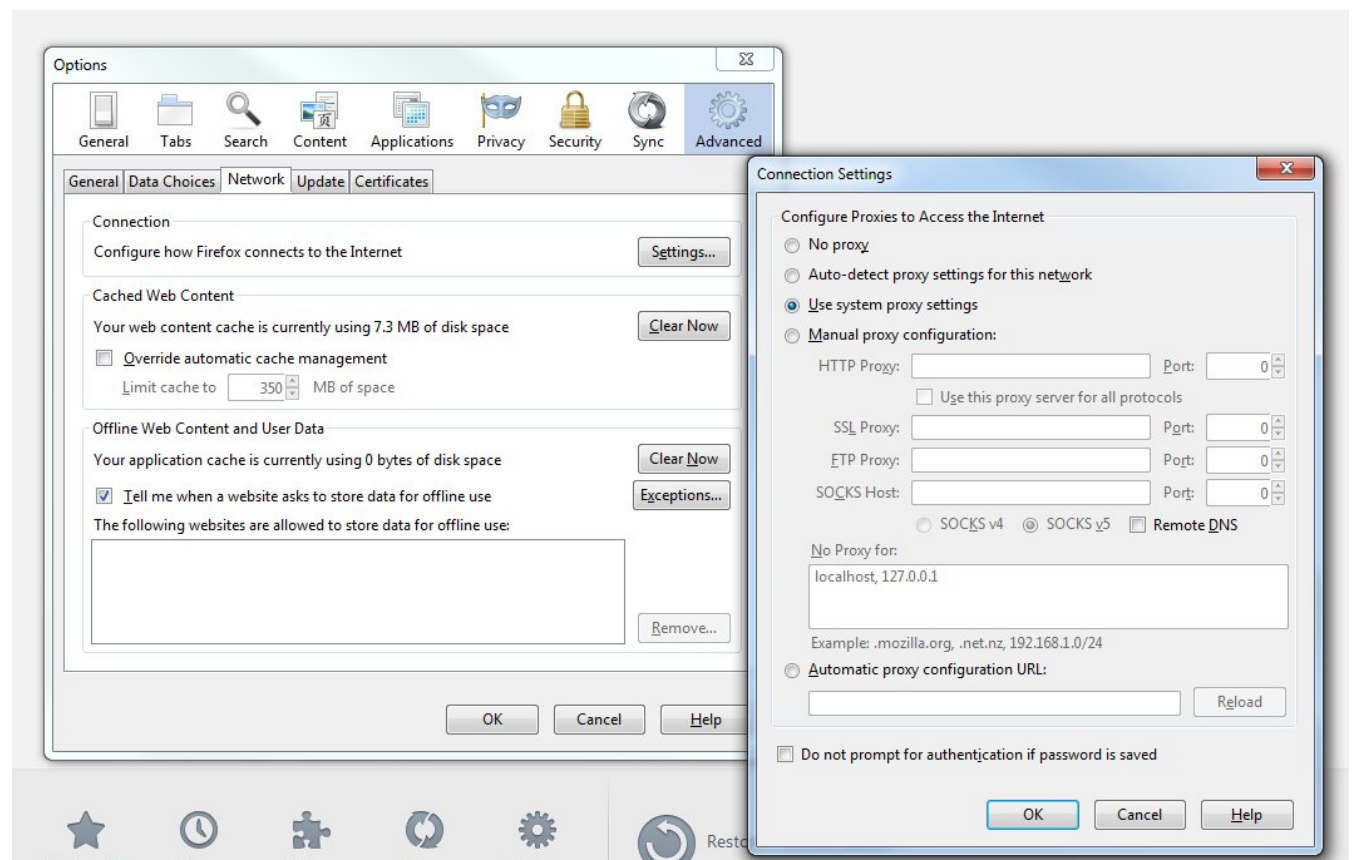 Options
General Tabs Search Content Applications Privacy Security Sync Advanced
页
General Data Choices Network Update Certificates
Connection
Configure how Firefox connects to the Internet Settings...
Cached Web Content
Your web content cache is currently using 7.3 MB of disk space Clear Now
Override automatic cache management
Limit cache to 350 MB of space
Offline Web Content and User Data
Your application cache is currently using 0 bytes of disk space Clear Now
Tell me when a website asks to store data for offline use Exceptions...
The following websites are allowed to store data for offline use:
Remove...
OK Cancel Help
Connection Settings
Configure Proxies to Access the Internet
No proxy
Auto-detect proxy settings for this network
Use system proxy settings
Manual proxy configuration:
HTTP Proxy: Port: 0
Use this proxy server for all protocols
SSL Proxy: Port: 0
FTP Proxy: Port: 0
SOCKS Host: Port: 0
SOCKS v4 SOCKS v5 Remote DNS
No Proxy for:
localhost, 127.0.0.1
Example: .mozilla.org, .net.nz, 192.168.1.0/24
Automatic proxy configuration URL:
Reload
Do not prompt for authentication if password is saved
OK Cancel Help